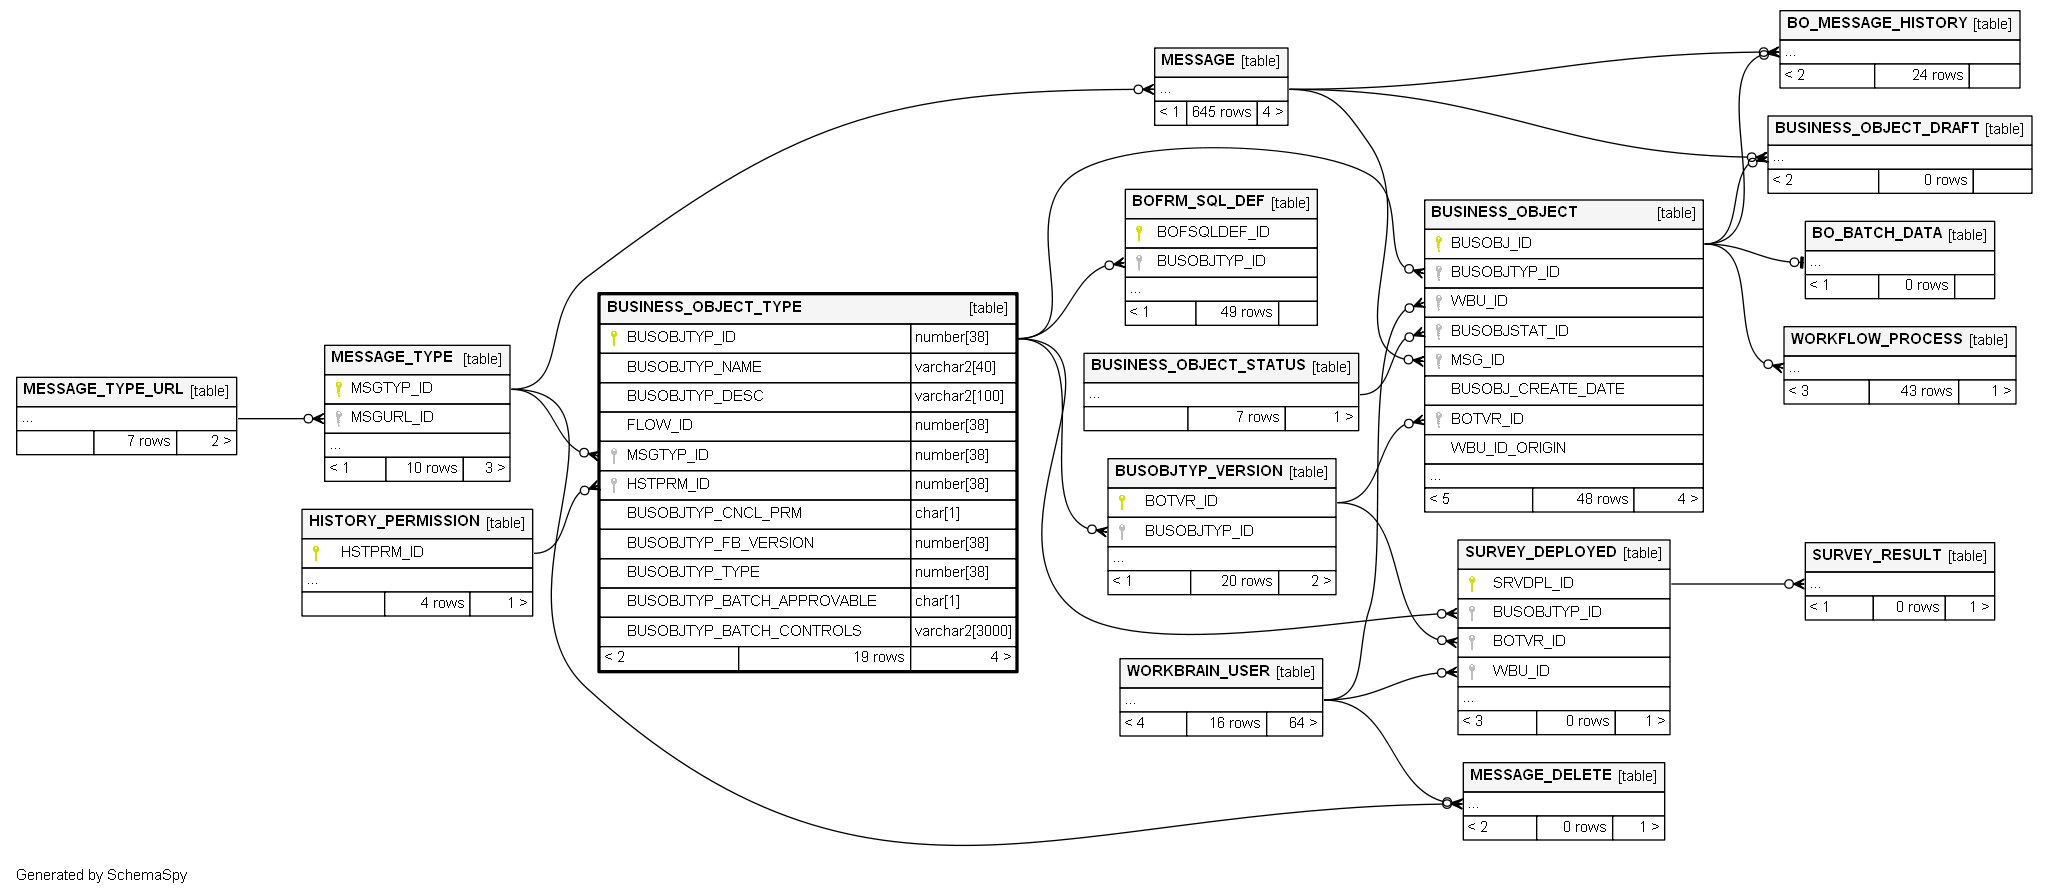 MESSAGE_TYPE_URL [table]
...
7 rows 2 >
MESSAGE_TYPE [table]
MSGTYP_ID
MSGURL_ID
...
< 1 10 rows 3 >
HISTORY_PERMISSION [table]
HSTPRM_ID
...
4 rows 1 >
BUSINESS_OBJECT_TYPE [table]
BUSOBJTYP_ID number[38]
BUSOBJTYP_NAME varchar2[40]
BUSOBJTYP_DESC varchar2[100]
FLOW_ID number[38]
MSGTYP_ID number[38]
HSTPRM_ID number[38]
BUSOBJTYP_CNCL_PRM char[1]
BUSOBJTYP_FB_VERSION number[38]
BUSOBJTYP_TYPE number[38]
BUSOBJTYP_BATCH_APPROVABLE char[1]
BUSOBJTYP_BATCH_CONTROLS varchar2[3000]
< 2 19 rows 4 >
MESSAGE [table]
...
< 1 645 rows 4 >
BOFRM_SQL_DEF [table]
BOFSQLDEF_ID
BUSOBJTYP_ID
...
< 1 49 rows
BUSINESS_OBJECT_STATUS [table]
...
7 rows 1 >
BUSOBJTYP_VERSION [table]
BOTVR_ID
BUSOBJTYP_ID
...
< 1 20 rows 2 >
WORKBRAIN_USER [table]
...
< 4 16 rows 64 >
BUSINESS_OBJECT [table]
BUSOBJ_ID
BUSOBJTYP_ID
WBU_ID
BUSOBJSTAT_ID
MSG_ID
BUSOBJ_CREATE_DATE
BOTVR_ID
WBU_ID_ORIGIN
...
< 5 48 rows 4 >
SURVEY_DEPLOYED [table]
SRVDPL_ID
BUSOBJTYP_ID
BOTVR_ID
WBU_ID
...
< 3 0 rows 1 >
MESSAGE_DELETE [table]
...
< 2 0 rows 1 >
BO_MESSAGE_HISTORY [table]
...
< 2 24 rows
BUSINESS_OBJECT_DRAFT [table]
...
< 2 0 rows
BO_BATCH_DATA [table]
...
< 1 0 rows
WORKFLOW_PROCESS [table]
...
< 3 43 rows 1 >
SURVEY_RESULT [table]
...
< 1 0 rows 1 >
Generated by SchemaSpy